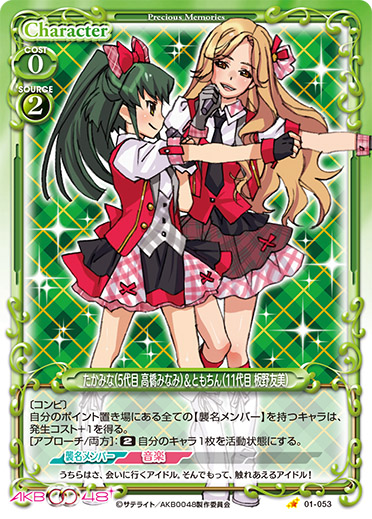 Precious Memories
Character
COST
0
SOURCE
2
たかみな(5代目 高橋みなみ)&ともちん(11代目 板野友美)
[コンビ]
自分のポイント置き場にある全ての【襲名メンバー】を持つキャラは、
発生コスト+1を得る。
[アプローチ/両方]:2 自分のキャラ1枚を活動状態にする。
襲名メンバー 音楽
うちらはさ、会いに行くアイドル。そんでもって、触れあえるアイドル!
AKB0048
©サテライト/AKB0048製作委員会
01-053